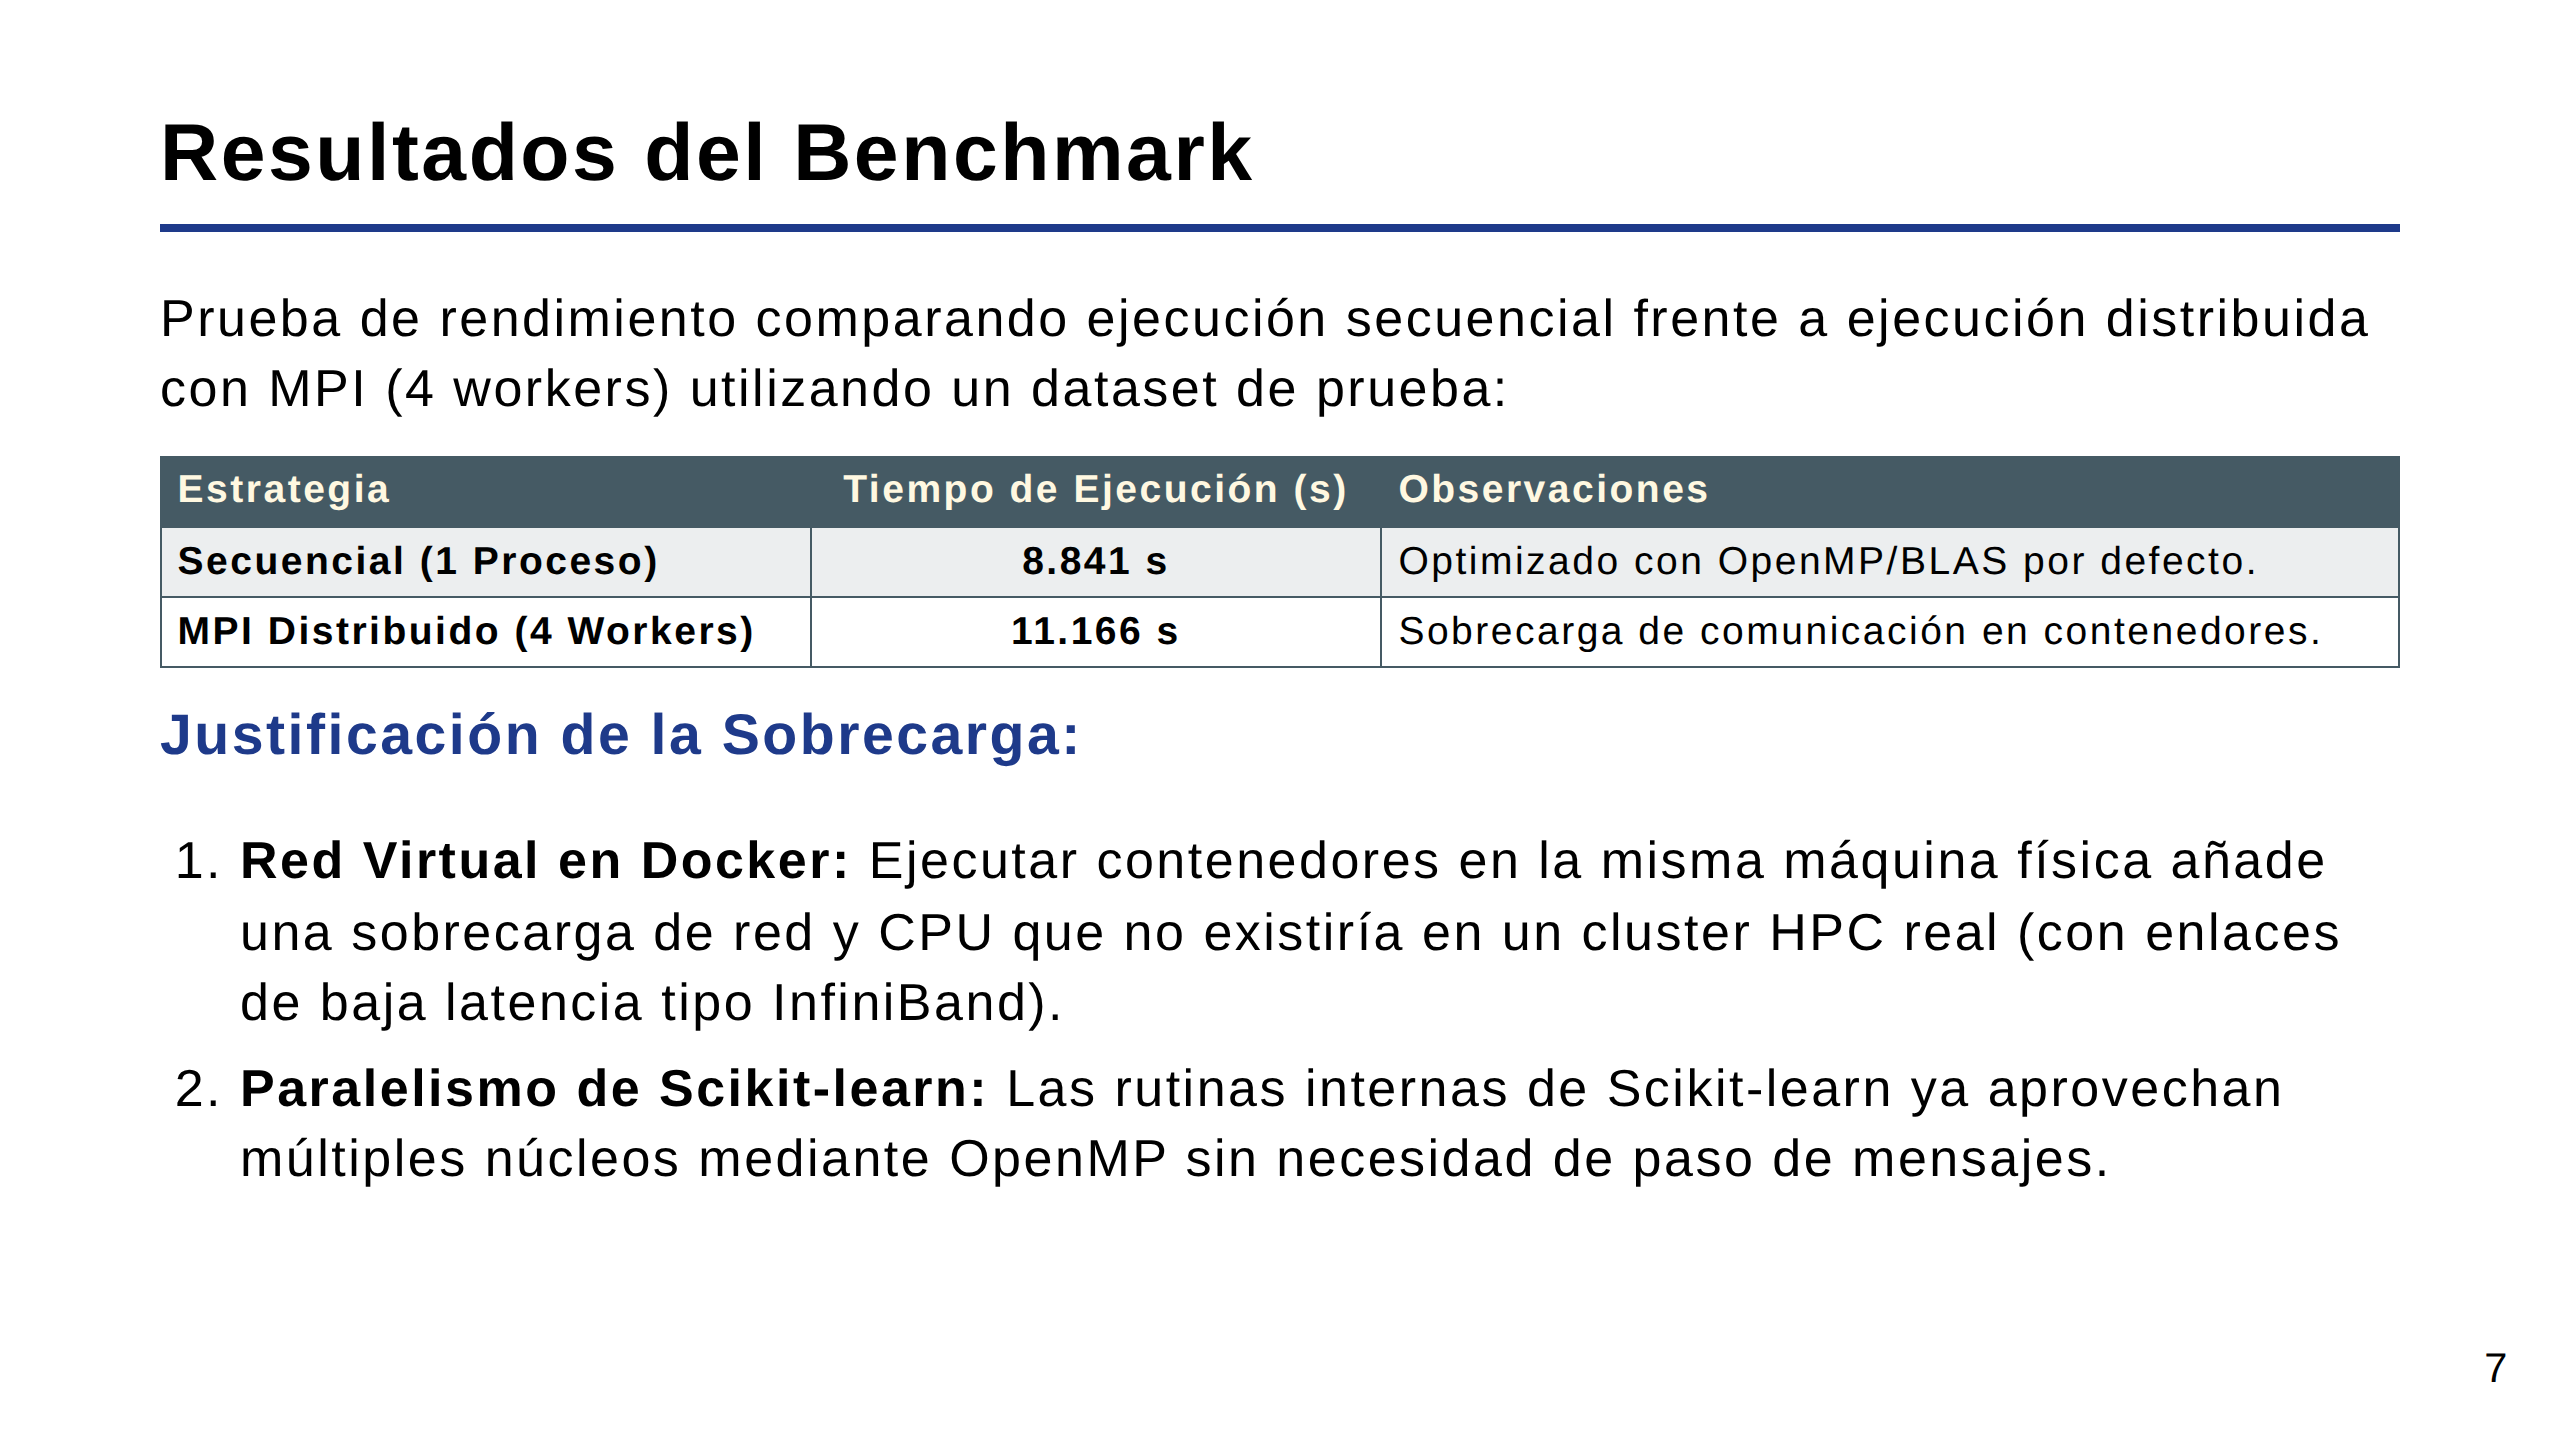 Resultados del Benchmark
Prueba de rendimiento comparando ejecución secuencial frente a ejecución distribuida
con MPI (4 workers) utilizando un dataset de prueba:
Estrategia Tiempo de Ejecución (s) Observaciones
Secuencial (1 Proceso) 8.841 s Optimizado con OpenMP/BLAS por defecto.
MPI Distribuido (4 Workers) 11.166 s Sobrecarga de comunicación en contenedores.
Justificación de la Sobrecarga:
1. Red Virtual en Docker: Ejecutar contenedores en la misma máquina física añade
una sobrecarga de red y CPU que no existiría en un cluster HPC real (con enlaces
de baja latencia tipo InfiniBand).
2. Paralelismo de Scikit-learn: Las rutinas internas de Scikit-learn ya aprovechan
múltiples núcleos mediante OpenMP sin necesidad de paso de mensajes.
7